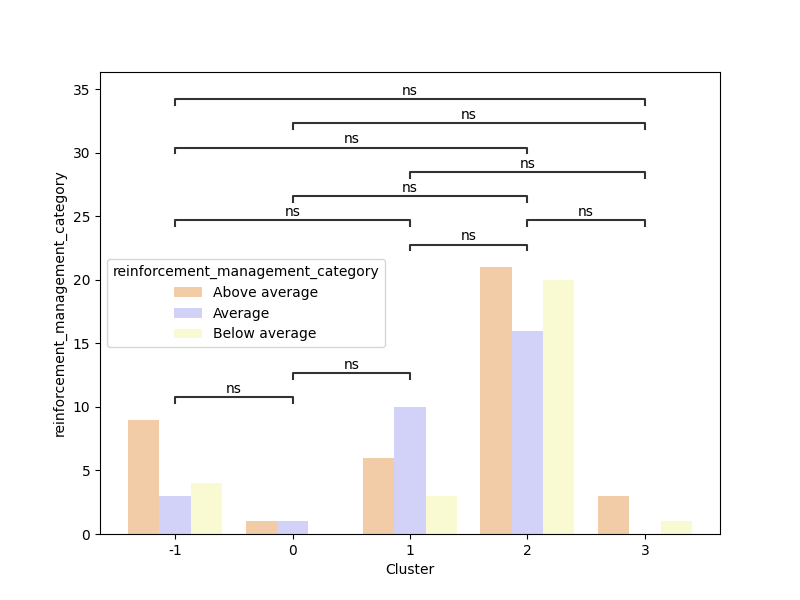 35
ns
ns
30
ns
ns
25
ns
ns
ns
ns
20
reinforcement_management_category
Above average
Average
Below average
15
ns
10
ns
5
0
-1 0 1 2 3
Cluster
reinforcement_management_category